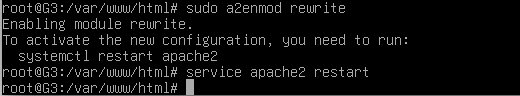 root@G3:/var/www/html# sudo a2enmod rewrite
Enabling module rewrite.
To activate the new configuration, you need to run:
  systemctl restart apache2
root@G3:/var/www/html# service apache2 restart
root@G3:/var/www/html#